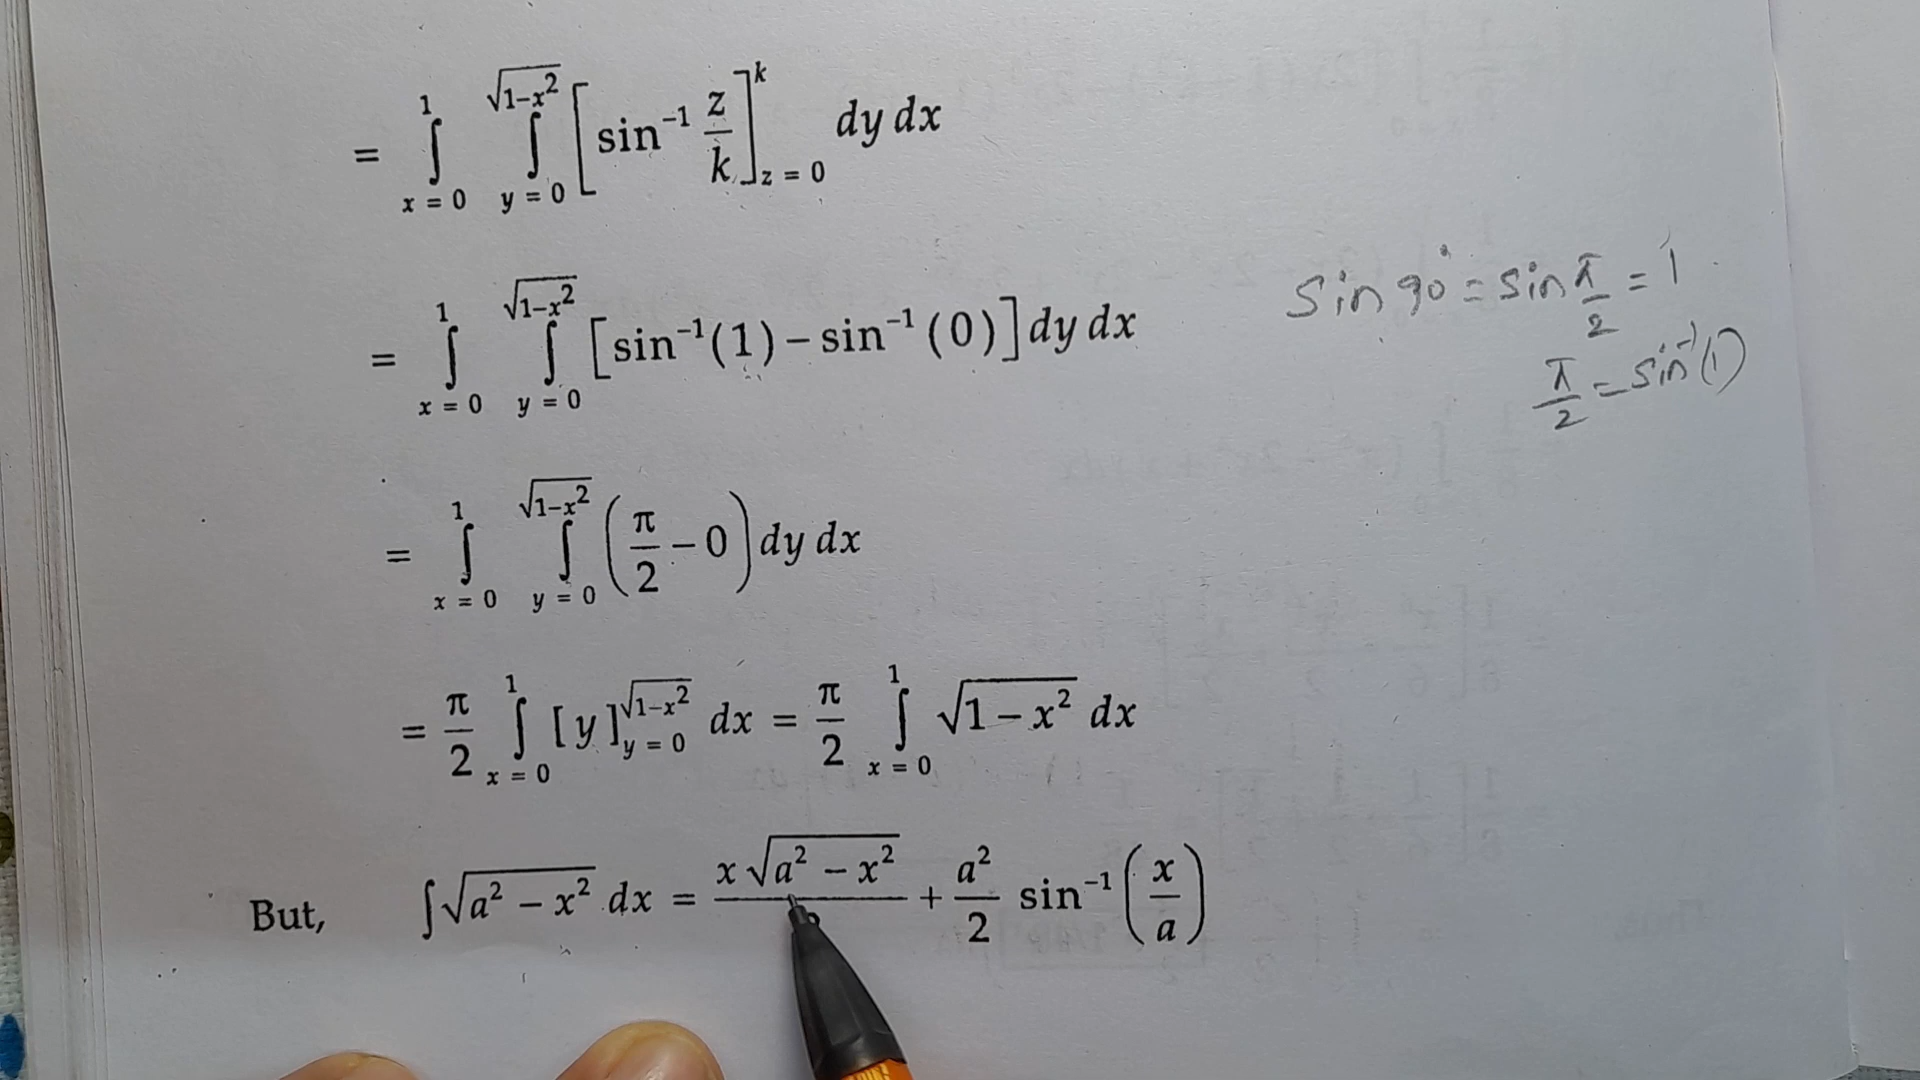 = ∫_{x = 0}^{1} ∫_{y = 0}^{√(1–x²)} [sin⁻¹ z/k]_{z = 0}^{k} dy dx
= ∫_{x = 0}^{1} ∫_{y = 0}^{√(1–x²)} [sin⁻¹(1) – sin⁻¹(0)] dy dx
sin 90° = sin π/2 = 1
π/2 = sin⁻¹(1)
= ∫_{x = 0}^{1} ∫_{y = 0}^{√(1–x²)} (π/2 – 0) dy dx
= π/2 ∫_{x = 0}^{1} [y]_{y = 0}^{√(1–x²)} dx = π/2 ∫_{x = 0}^{1} √(1 – x²) dx
But, ∫√(a² – x²) dx = x√(a² – x²)/2 + a²/2 sin⁻¹(x/a)